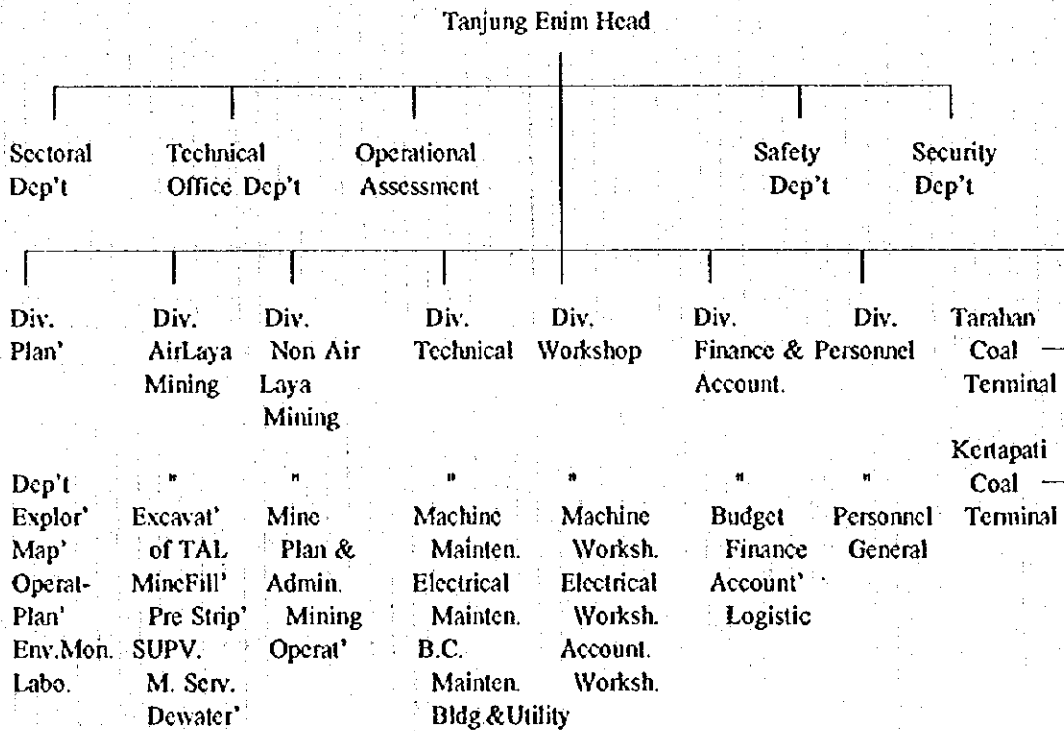 Tanjung Enim Head
Sectoral Technical Operational Safety Security
Dep't Office Dep't Assessment Dep't Dep't
Div. Div. Div. Div. Div. Div. Div. Tarahan
Plan' AirLaya Non Air Technical Workshop Finance & Personnel Coal
Mining Laya Account. Terminal
Mining
Kertapati
Dep't " " " " " " Coal
Explor' Excavat' Mine Machine Machine Budget Personnel Terminal
Map' of TAL Plan & Mainten. Worksh. Finance General
Operat- MineFill' Admin. Electrical Electrical Account'
Plan' Pre Strip' Mining Mainten. Worksh. Logistic
Env.Mon. SUPV. Operat' B.C. Account.
Labo. M. Serv. Mainten. Worksh.
Dewater' Bldg.&Utility